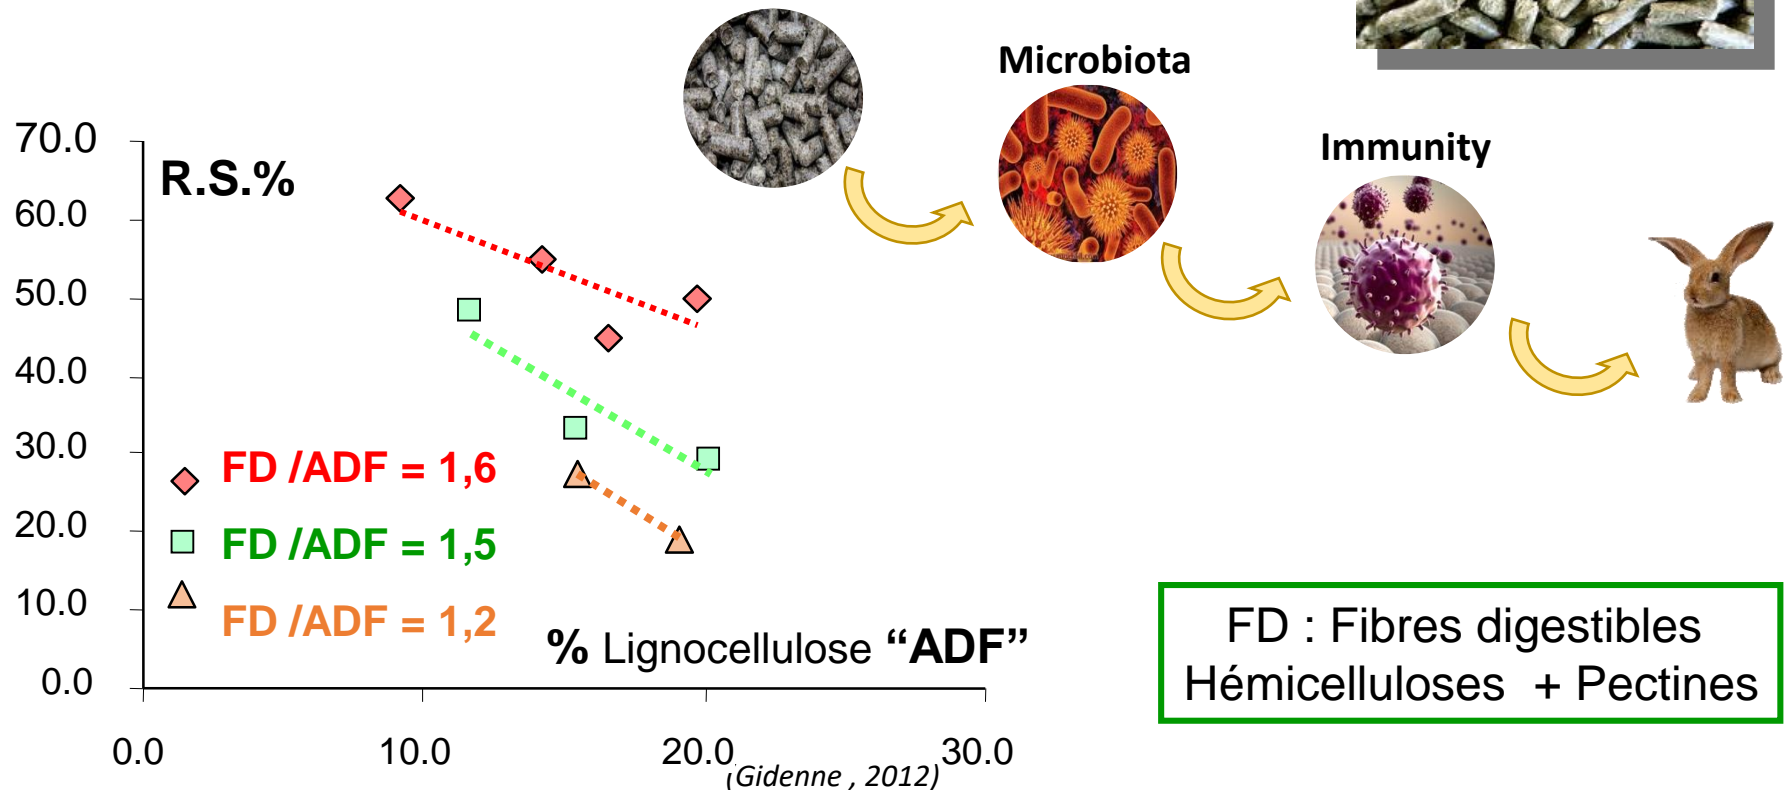 Microbiota
Immunity
R.S.%
70.0
60.0
50.0
40.0
30.0
20.0
10.0
0.0
FD /ADF = 1,6
FD /ADF = 1,5
FD /ADF = 1,2
% Lignocellulose “ADF”
0.0 10.0 20.0 30.0
(Gidenne , 2012)
FD : Fibres digestibles
Hémicelluloses + Pectines